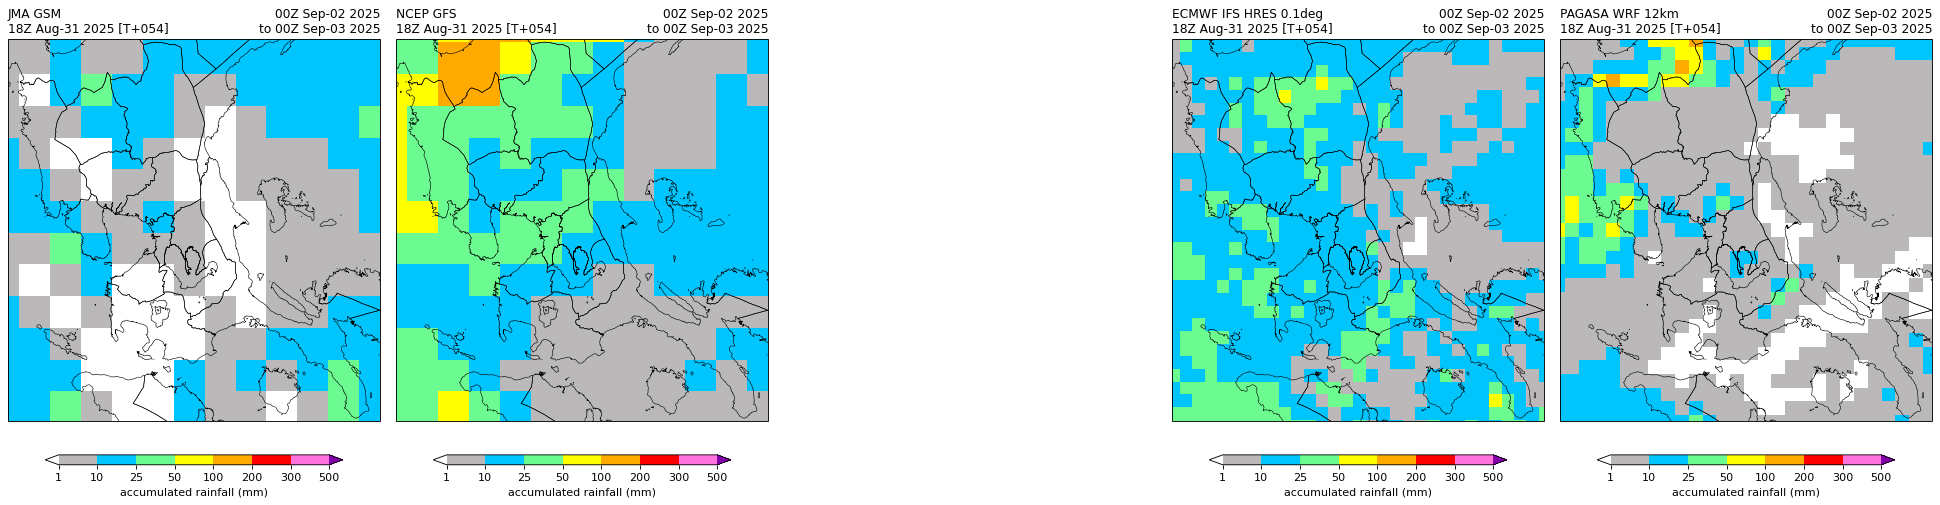 JMA GSM 00Z Sep-02 2025
18Z Aug-31 2025 [T+054] to 00Z Sep-03 2025
1 10 25 50 100 200 300 500
accumulated rainfall (mm)
NCEP GFS 00Z Sep-02 2025
18Z Aug-31 2025 [T+054] to 00Z Sep-03 2025
1 10 25 50 100 200 300 500
accumulated rainfall (mm)
ECMWF IFS HRES 0.1deg 00Z Sep-02 2025
18Z Aug-31 2025 [T+054] to 00Z Sep-03 2025
1 10 25 50 100 200 300 500
accumulated rainfall (mm)
PAGASA WRF 12km 00Z Sep-02 2025
18Z Aug-31 2025 [T+054] to 00Z Sep-03 2025
1 10 25 50 100 200 300 500
accumulated rainfall (mm)